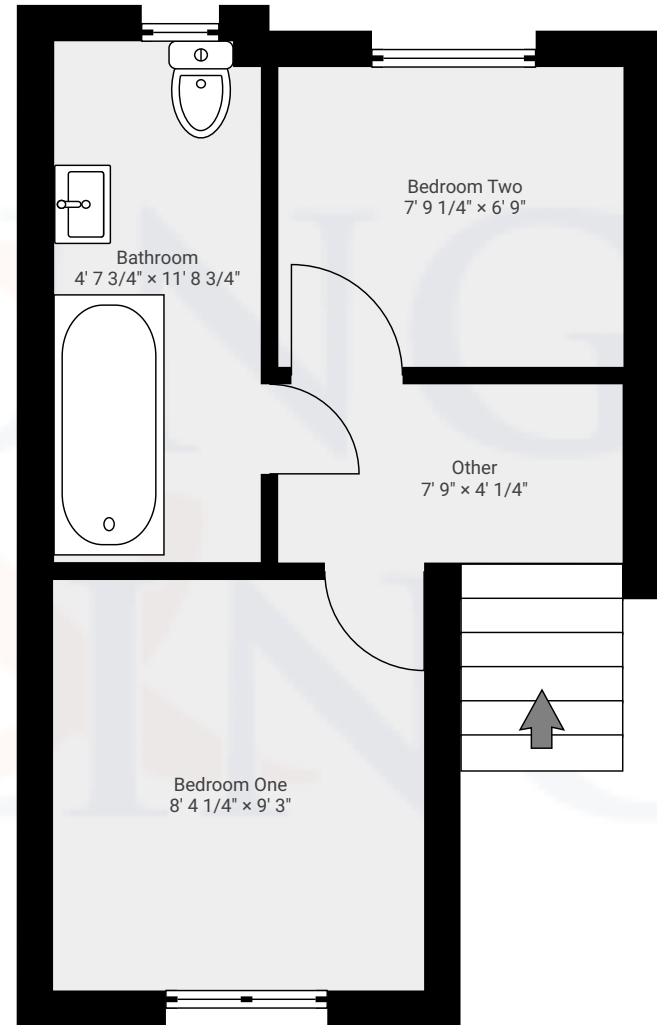 Bedroom Two
7' 9 1/4" × 6' 9"
Bathroom
4' 7 3/4" × 11' 8 3/4"
Other
7' 9" × 4' 1/4"
Bedroom One
8' 4 1/4" × 9' 3"